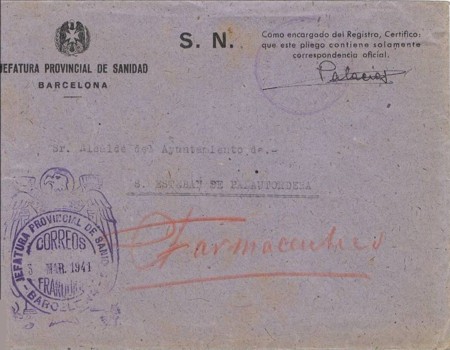 S. N.
JEFATURA PROVINCIAL DE SANIDAD
BARCELONA
Como encargado del Registro, Certifico:
que este pliego contiene solamente
correspondencia oficial.
Palacios
Sr. Alcalde del Ayuntamiento de.-
S. ESTEBAN DE PALAUTORDERA
JEFATURA PROVINCIAL DE SANIDAD
CORREOS
3 MAR. 1941
FRANQUICIA
BARCELONA
Farmacéutico